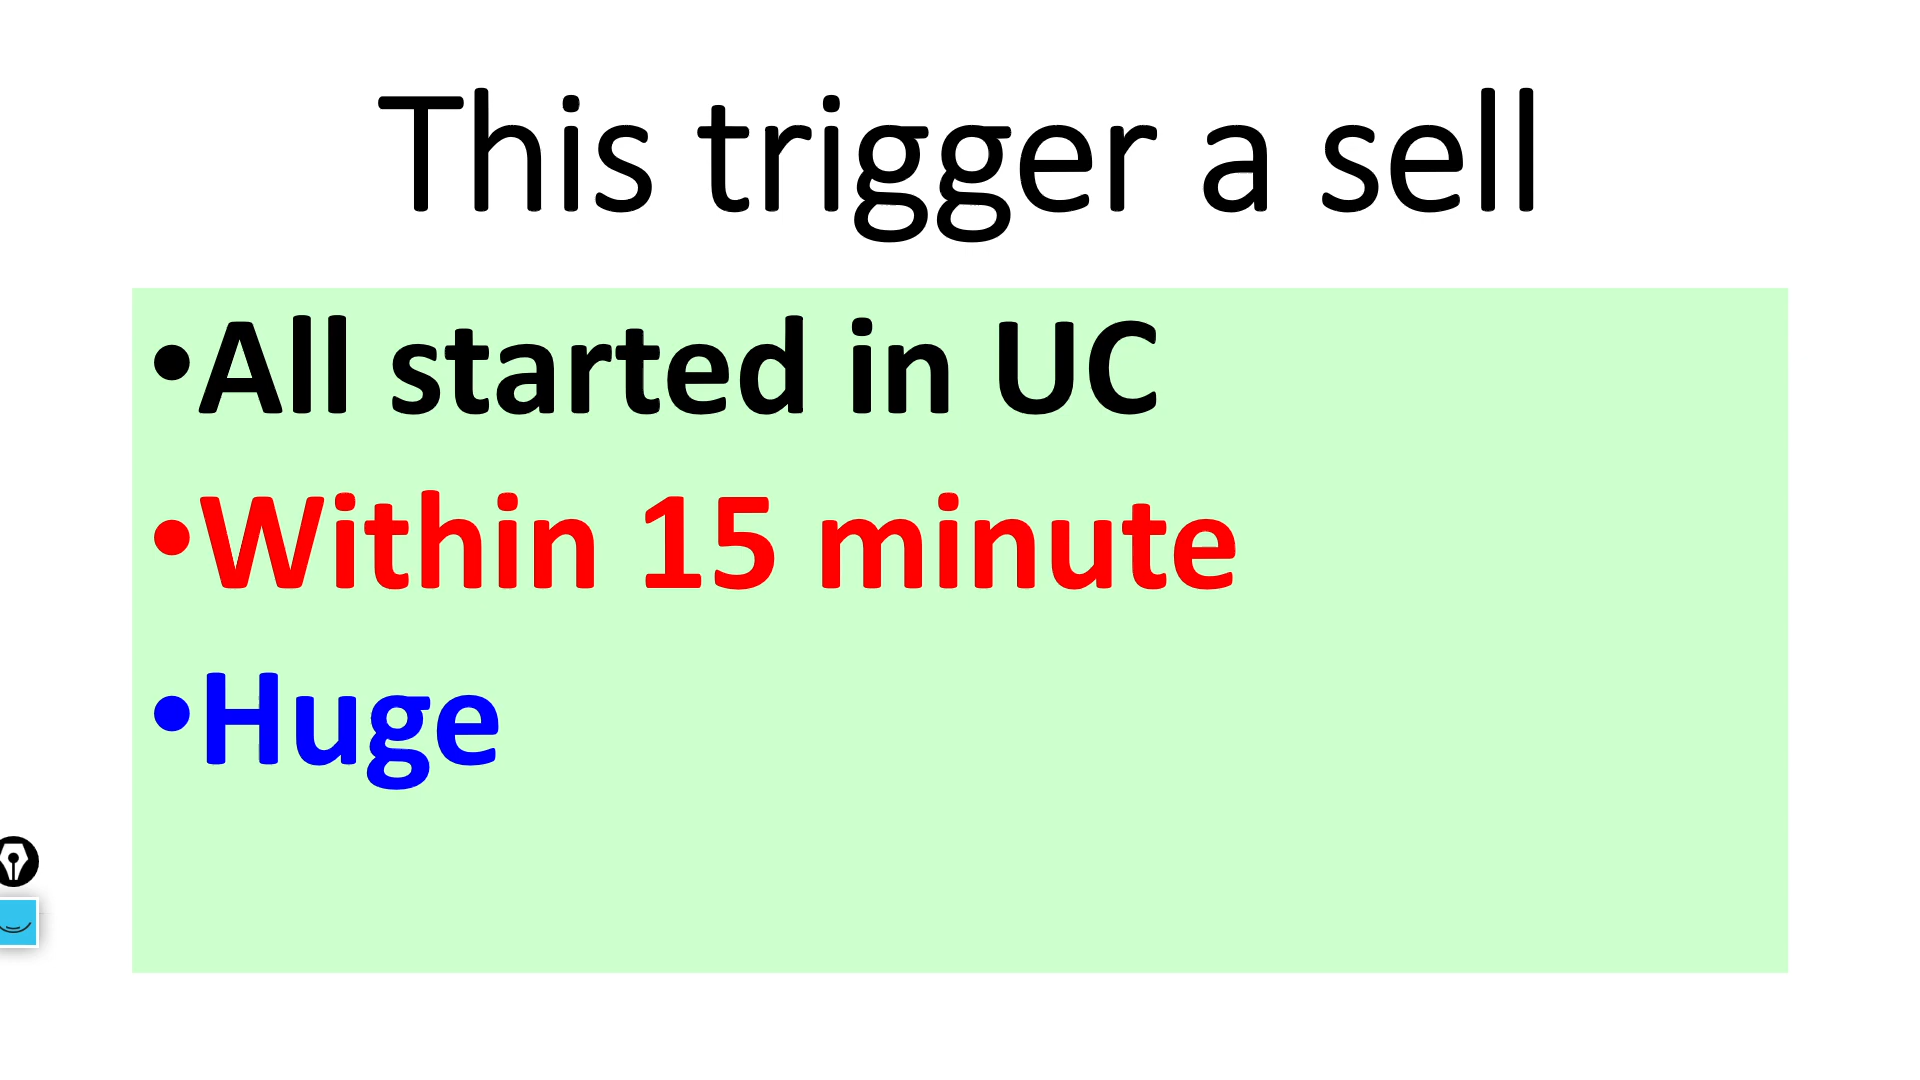 This trigger a sell
•All started in UC
•Within 15 minute
•Huge